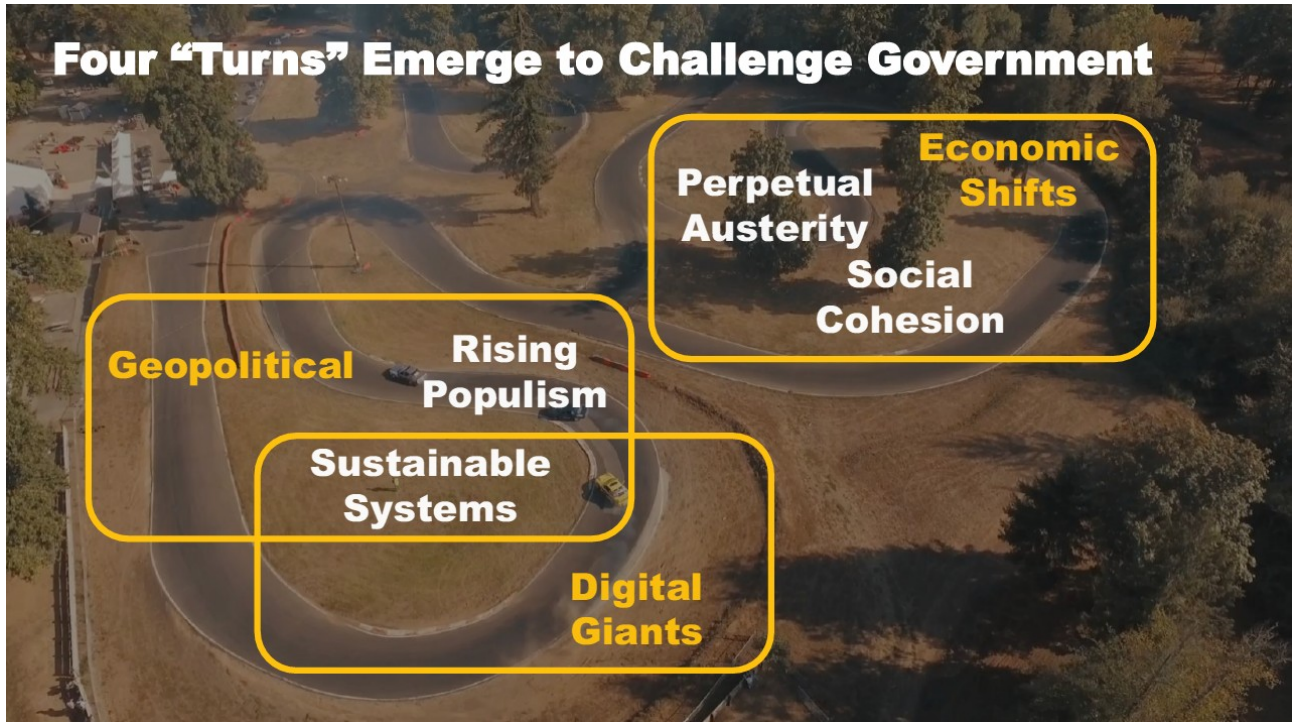 Four “Turns” Emerge to Challenge Government
Economic
Shifts
Perpetual
Austerity
Social
Cohesion
Geopolitical
Rising
Populism
Sustainable
Systems
Digital
Giants